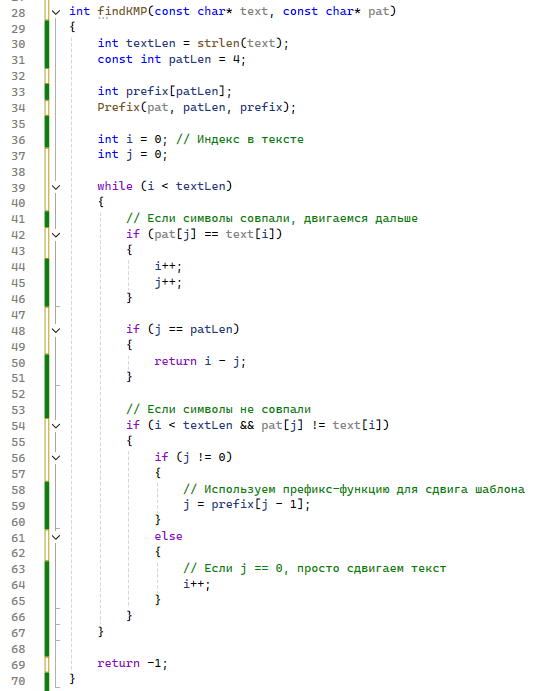 28 int findKMP(const char* text, const char* pat)
29 {
30     int textLen = strlen(text);
31     const int patLen = 4;
32
33     int prefix[patLen];
34     Prefix(pat, patLen, prefix);
35
36     int i = 0; // Индекс в тексте
37     int j = 0;
38
39     while (i < textLen)
40     {
41         // Если символы совпали, двигаемся дальше
42         if (pat[j] == text[i])
43         {
44             i++;
45             j++;
46         }
47
48         if (j == patLen)
49         {
50             return i - j;
51         }
52
53         // Если символы не совпали
54         if (i < textLen && pat[j] != text[i])
55         {
56             if (j != 0)
57             {
58                 // Используем префикс-функцию для сдвига шаблона
59                 j = prefix[j - 1];
60             }
61             else
62             {
63                 // Если j == 0, просто сдвигаем текст
64                 i++;
65             }
66         }
67     }
68
69     return -1;
70 }